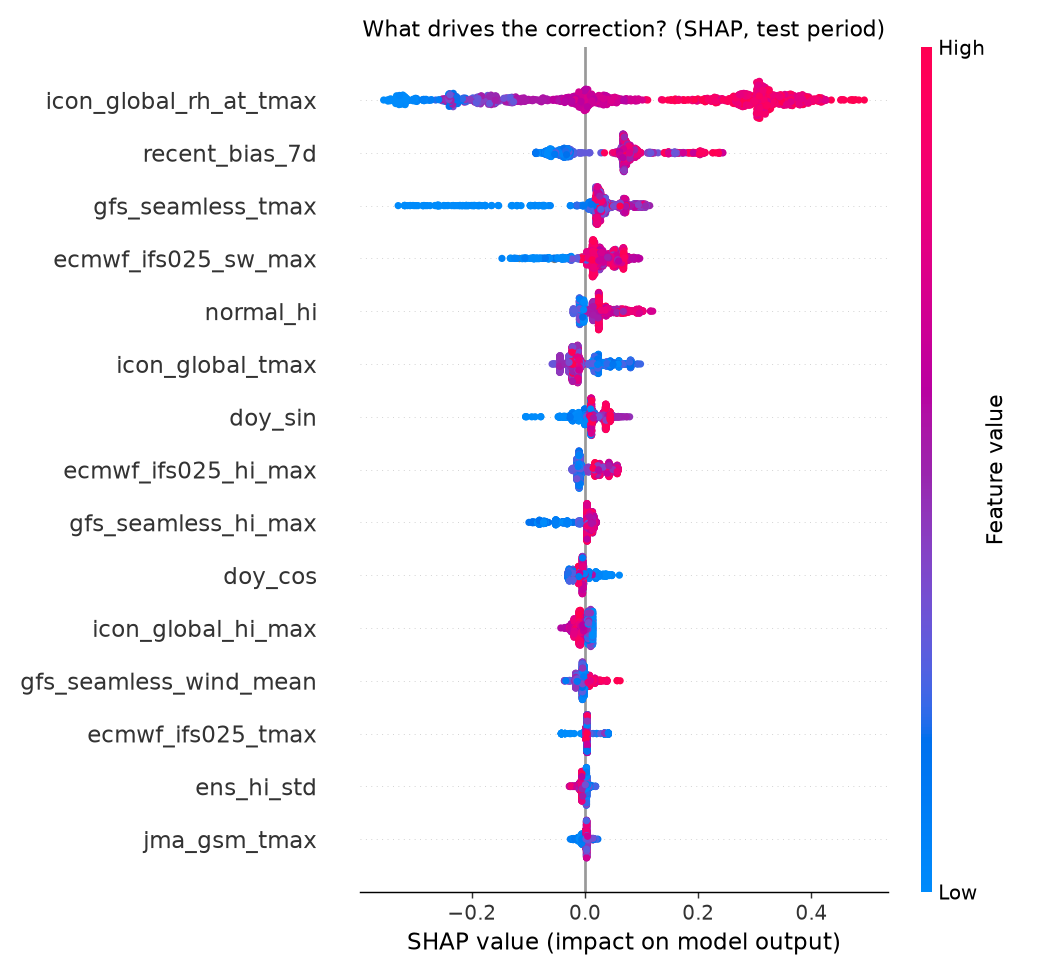 What drives the correction? (SHAP, test period)
High
icon_global_rh_at_tmax
recent_bias_7d
gfs_seamless_tmax
ecmwf_ifs025_sw_max
normal_hi
icon_global_tmax
doy_sin
ecmwf_ifs025_hi_max
gfs_seamless_hi_max
doy_cos
icon_global_hi_max
gfs_seamless_wind_mean
ecmwf_ifs025_tmax
ens_hi_std
jma_gsm_tmax
Feature value
Low
−0.2 0.0 0.2 0.4
SHAP value (impact on model output)